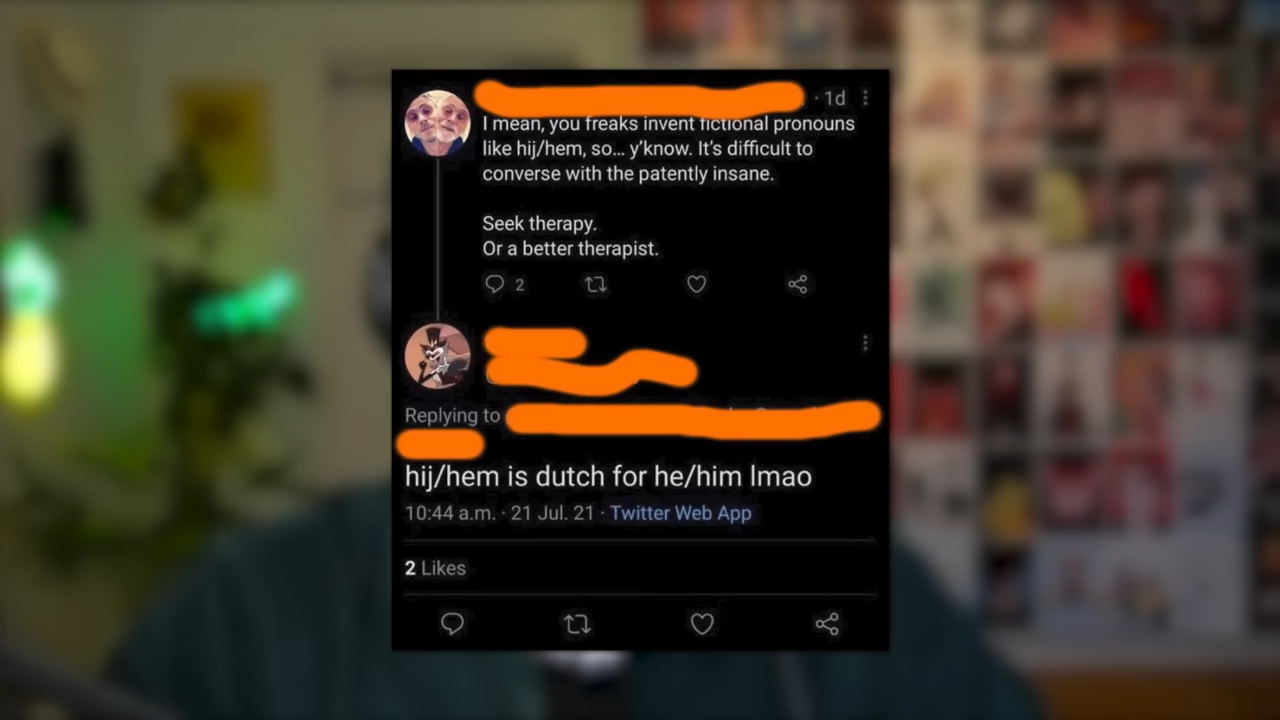 · 1d
I mean, you freaks invent fictional pronouns
like hij/hem, so... y'know. It's difficult to
converse with the patently insane.
Seek therapy.
Or a better therapist.
2
Replying to
hij/hem is dutch for he/him lmao
10:44 a.m. · 21 Jul. 21 · Twitter Web App
2 Likes